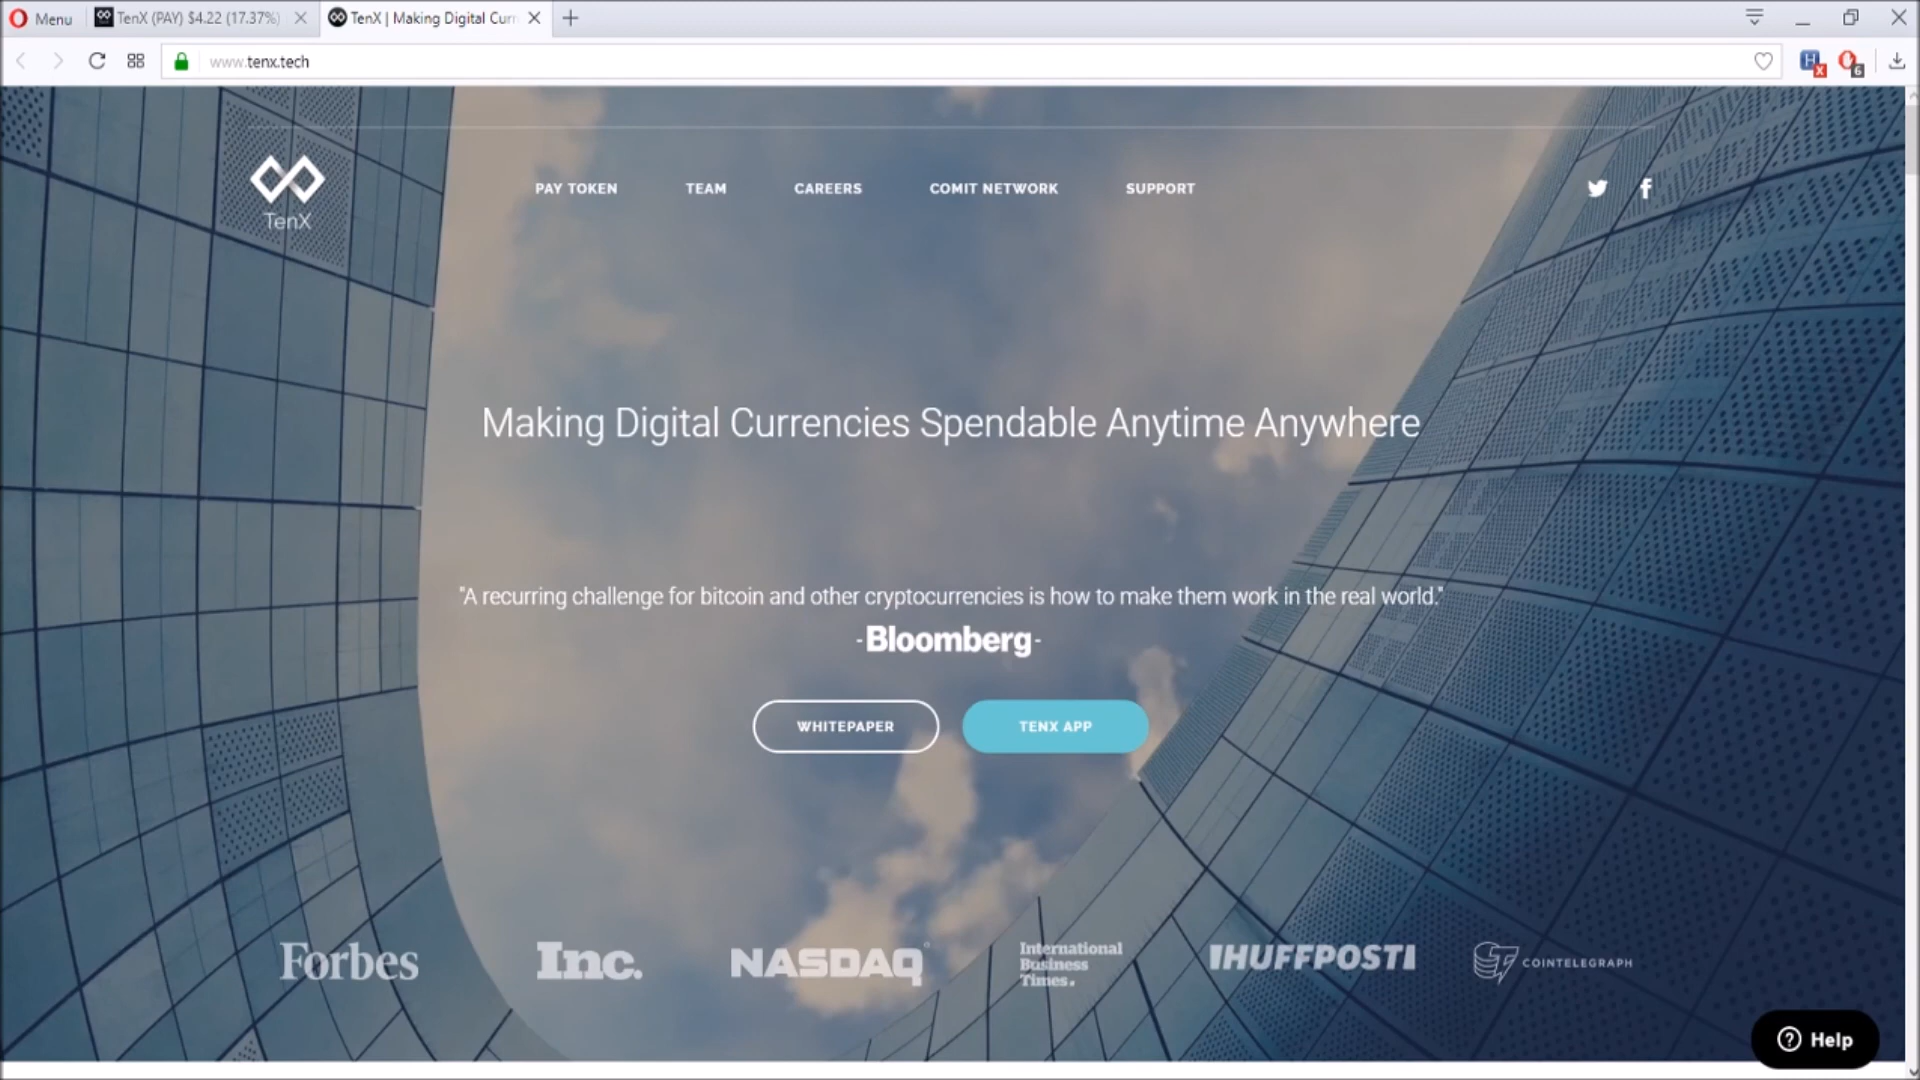 Menu
TenX (PAY) $4.22 (17.37%)
TenX | Making Digital Curr
www.tenx.tech
H
X
6
TenX
PAY TOKEN
TEAM
CAREERS
COMIT NETWORK
SUPPORT
Making Digital Currencies Spendable Anytime Anywhere
"A recurring challenge for bitcoin and other cryptocurrencies is how to make them work in the real world."
-Bloomberg-
WHITEPAPER
TENX APP
Forbes
Inc.
NASDAQ
International
Business
Times.
HUFFPOST
COINTELEGRAPH
Help